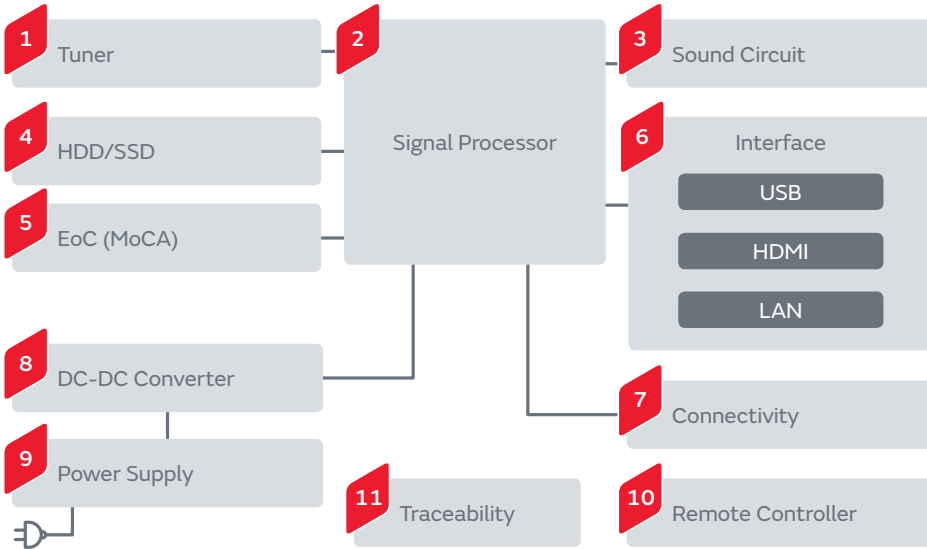 1
Tuner
2
Signal Processor
3
Sound Circuit
4
HDD/SSD
5
EoC (MoCA)
6
Interface
USB
HDMI
LAN
7
Connectivity
8
DC-DC Converter
9
Power Supply
10
Remote Controller
11
Traceability